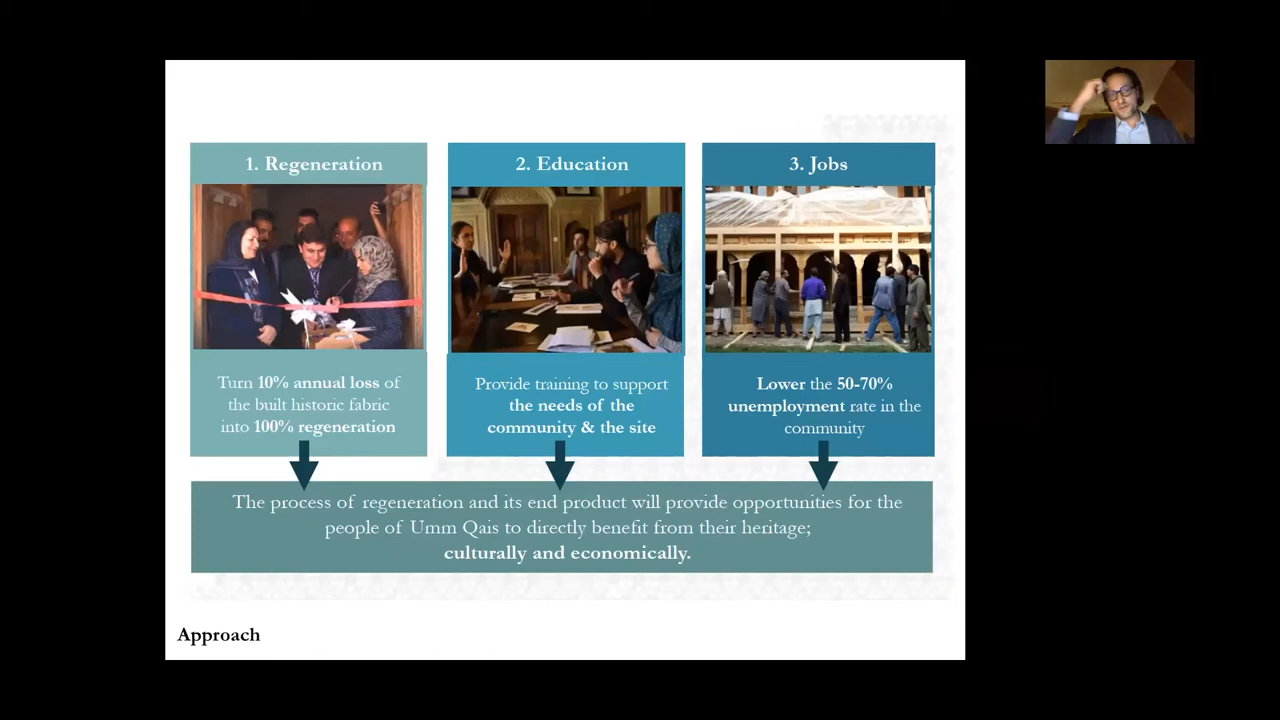 1. Regeneration
Turn 10% annual loss of
the built historic fabric
into 100% regeneration
2. Education
Provide training to support
the needs of the
community & the site
3. Jobs
Lower the 50-70%
unemployment rate in the
community
The process of regeneration and its end product will provide opportunities for the
people of Umm Qais to directly benefit from their heritage;
culturally and economically.
Approach